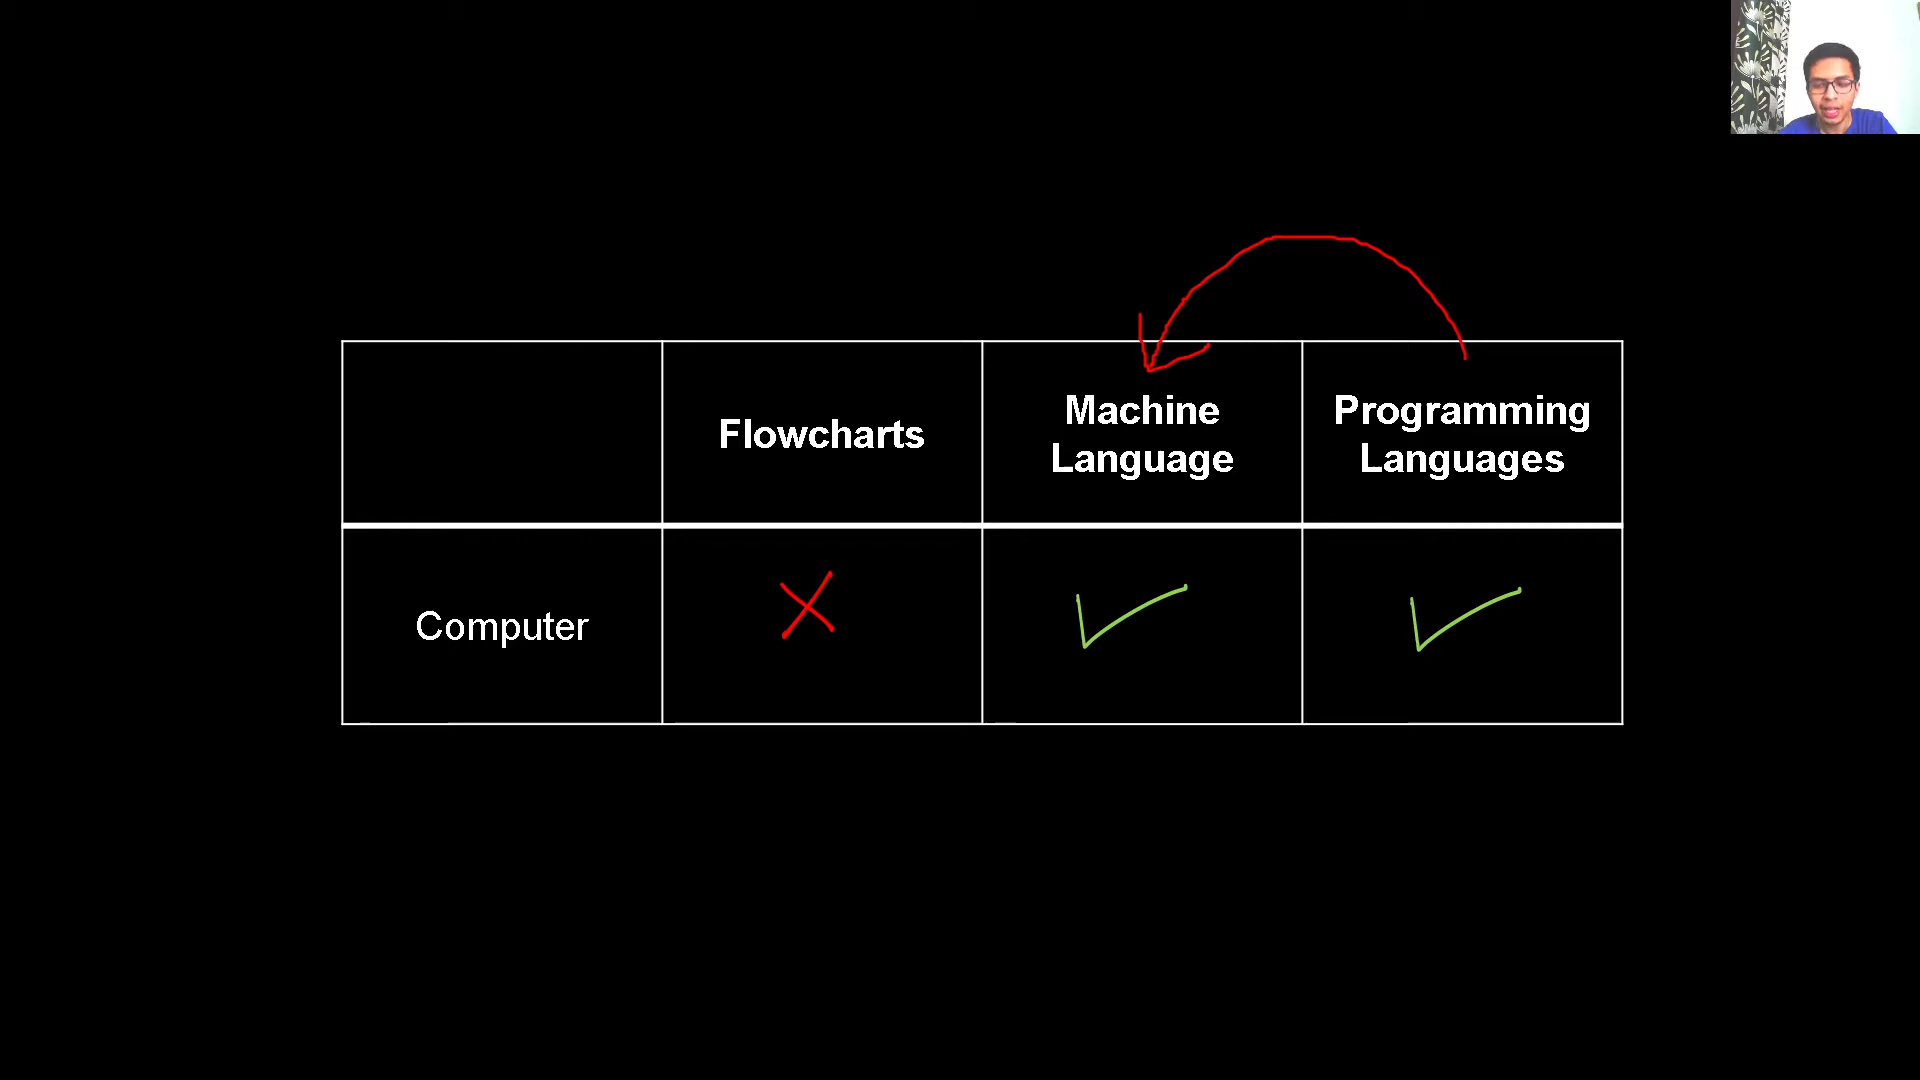 Flowcharts
Machine
Language
Programming
Languages
Computer